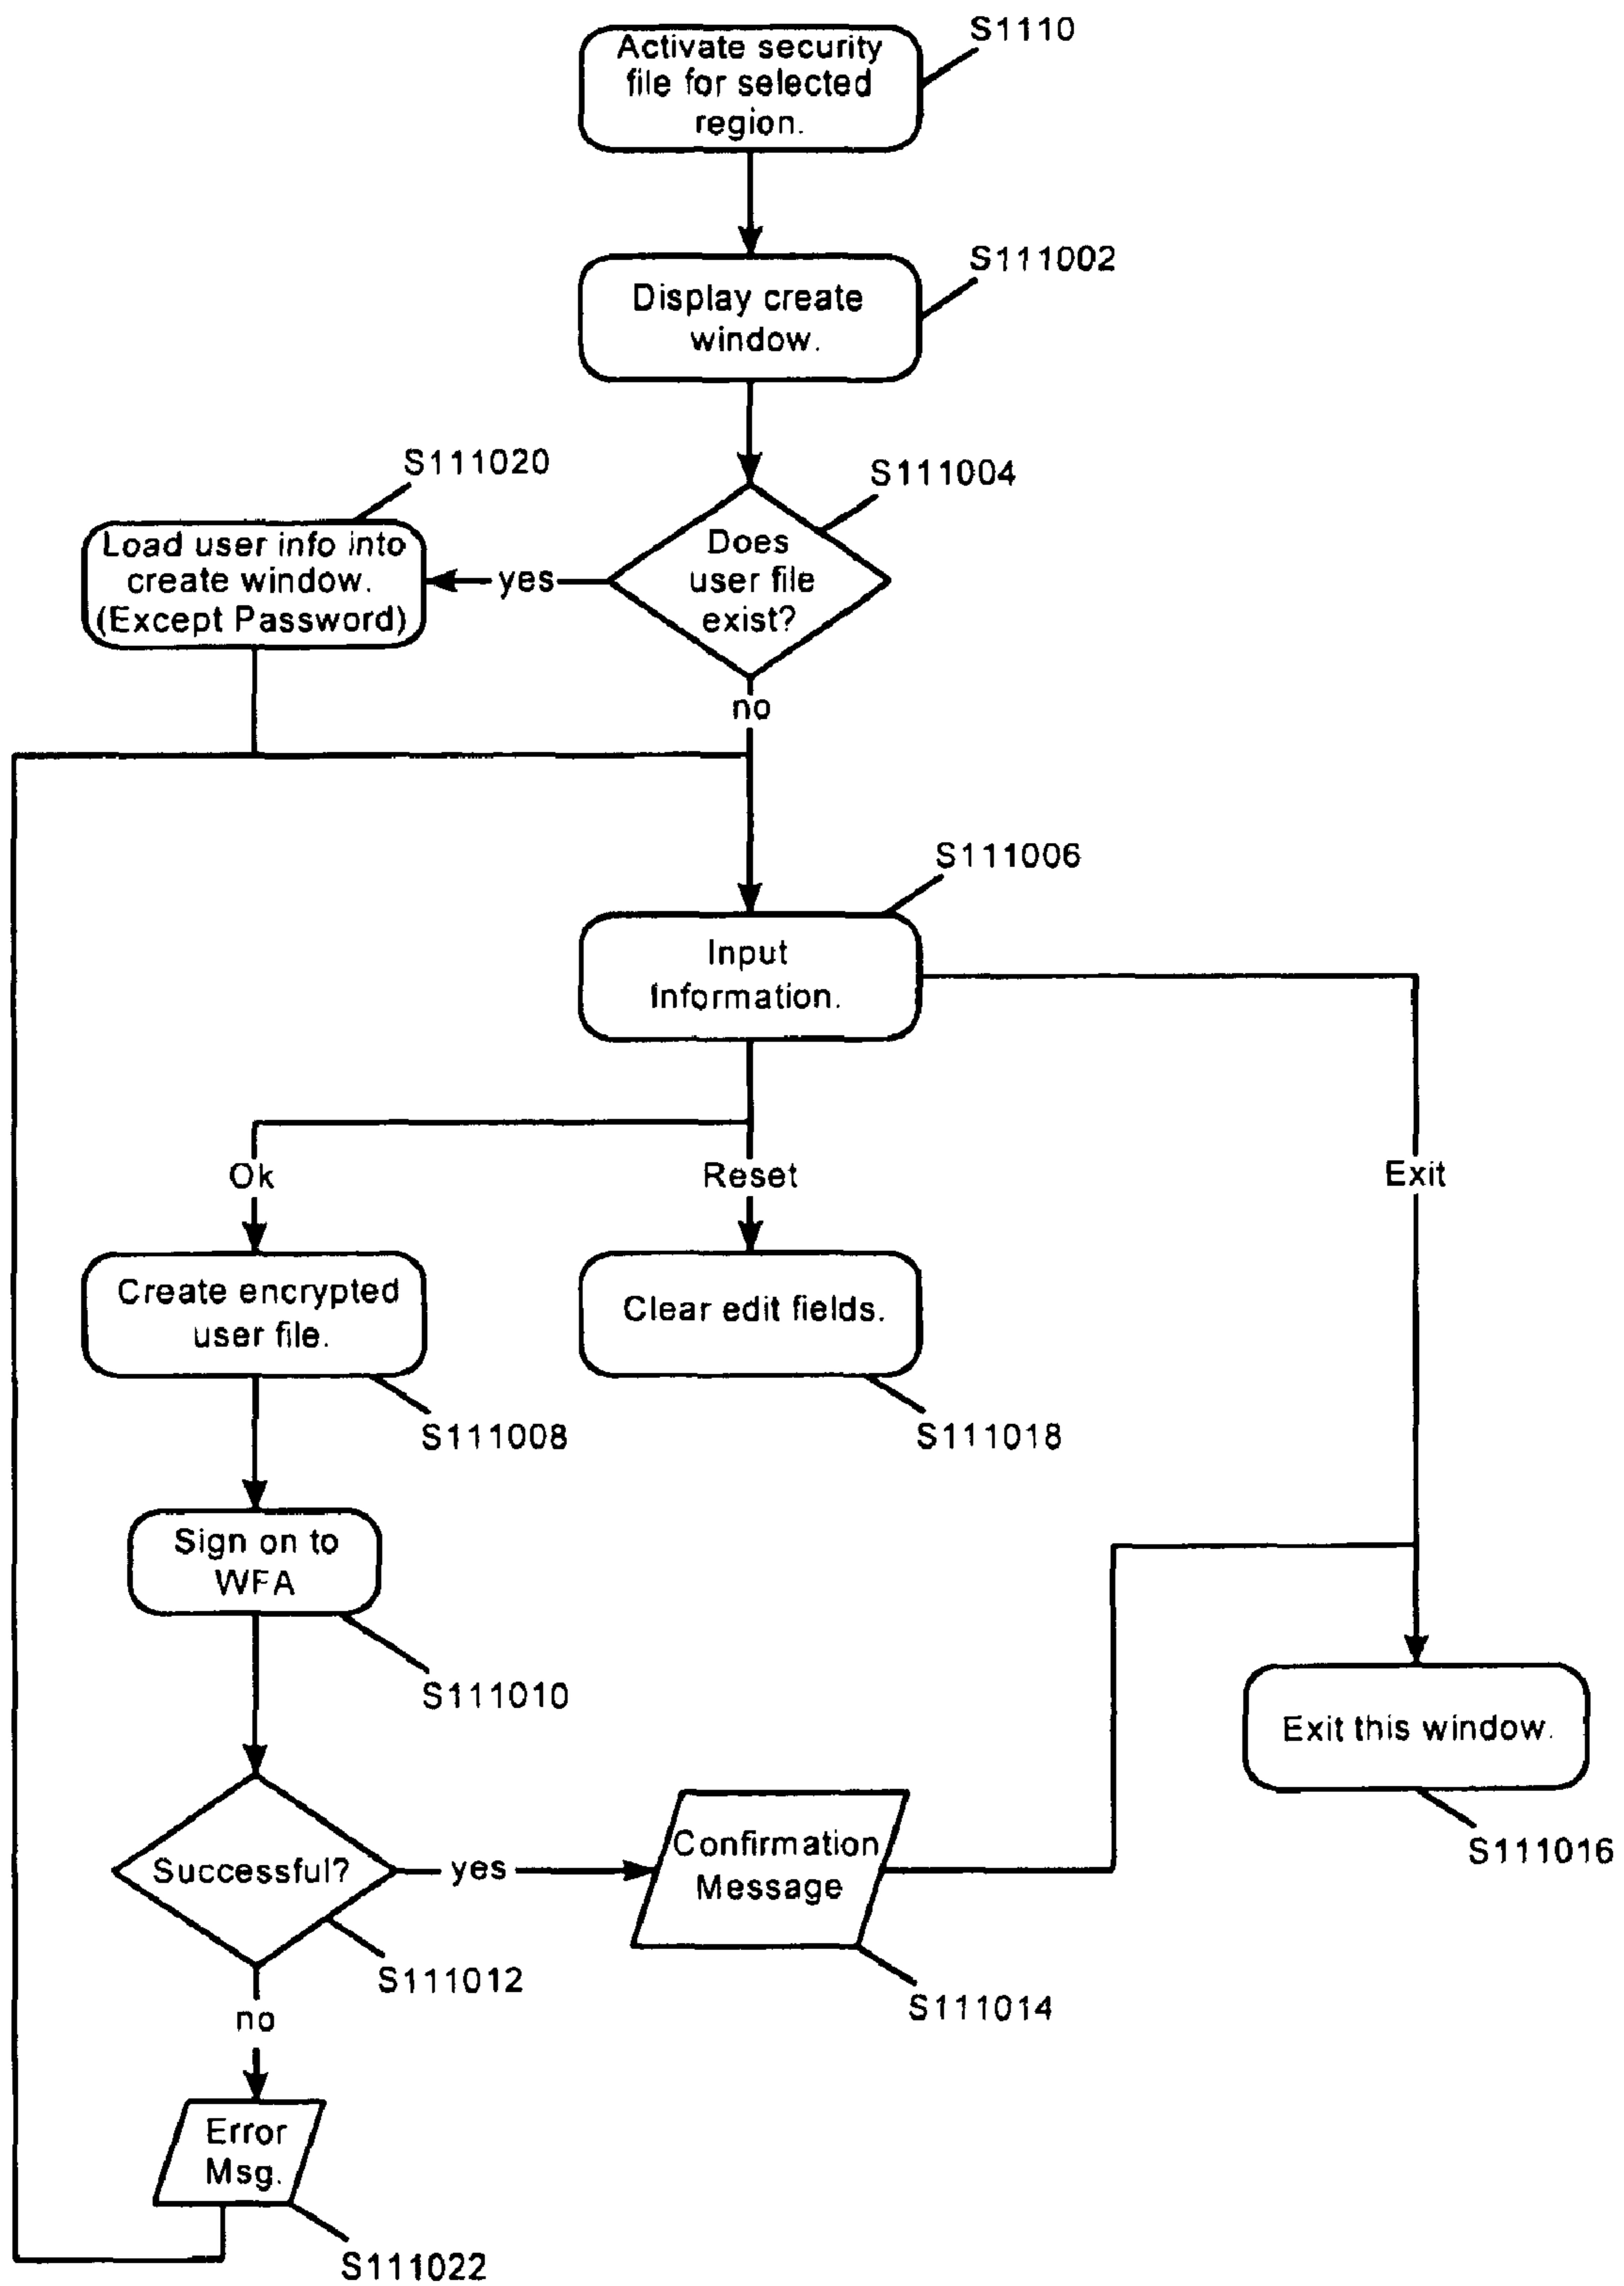 S1110
Activate security
file for selected
region.
S111002
Display create
window.
S111020
S111004
Load user info into
create window.
(Except Password)
yes
Does
user file
exist?
no
S111006
Input
Information.
Ok
Reset
Exit
Create encrypted
user file.
Clear edit fields.
S111008
S111018
Sign on to
WFA
S111010
Exit this window.
S111016
Successful?
yes
Confirmation
Message
S111012
S111014
no
Error
Msg.
S111022